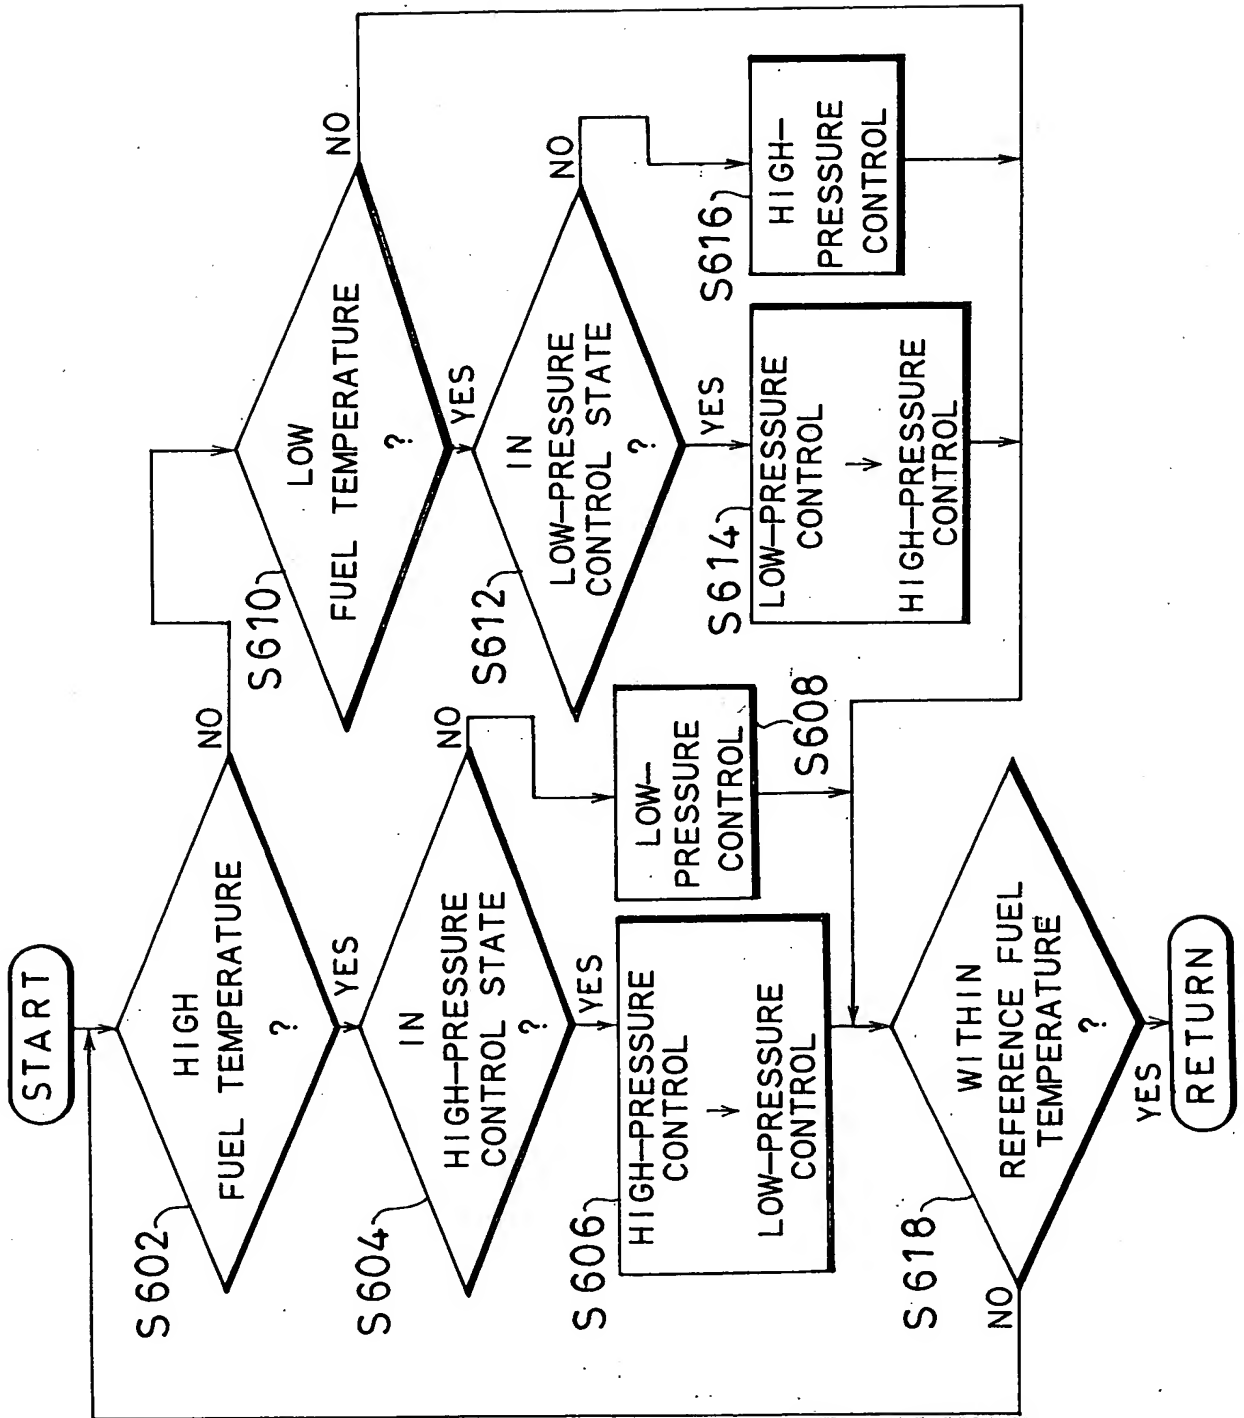 START
S602
HIGH
FUEL TEMPERATURE
?
NO
YES
S604
IN
HIGH-PRESSURE
CONTROL STATE
?
NO
YES
S606
HIGH-PRESSURE
CONTROL
↓
LOW-PRESSURE
CONTROL
LOW-
PRESSURE
CONTROL
S608
S610
LOW
FUEL TEMPERATURE
?
NO
YES
S612
IN
LOW-PRESSURE
CONTROL STATE
?
NO
YES
S614
LOW-PRESSURE
CONTROL
↓
HIGH-PRESSURE
CONTROL
S616
HIGH-
PRESSURE
CONTROL
S618
WITHIN
REFERENCE FUEL
TEMPERATURE
?
NO
YES
RETURN